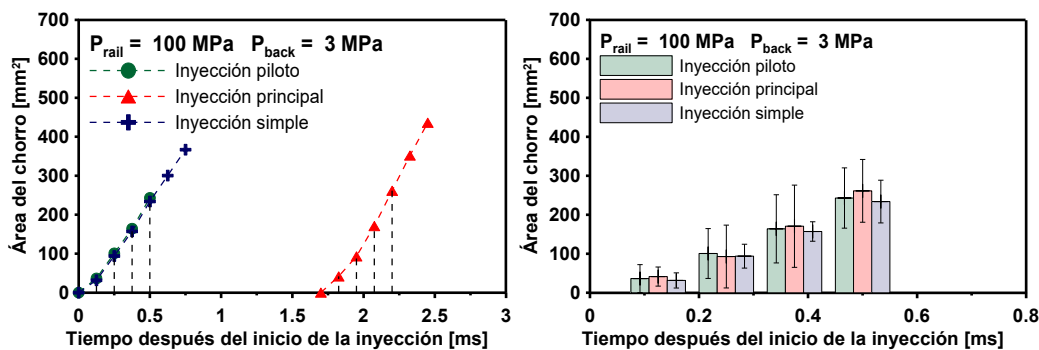 700
600
500
400
300
200
100
0
Área del chorro [mm²]
P_rail = 100 MPa P_back = 3 MPa
Inyección piloto
Inyección principal
Inyección simple
0 0.5 1 1.5 2 2.5 3
Tiempo después del inicio de la inyección [ms]
700
600
500
400
300
200
100
0
Área del chorro [mm²]
P_rail = 100 MPa P_back = 3 MPa
Inyección piloto
Inyección principal
Inyección simple
0.0 0.2 0.4 0.6 0.8
Tiempo después del inicio de la inyección [ms]